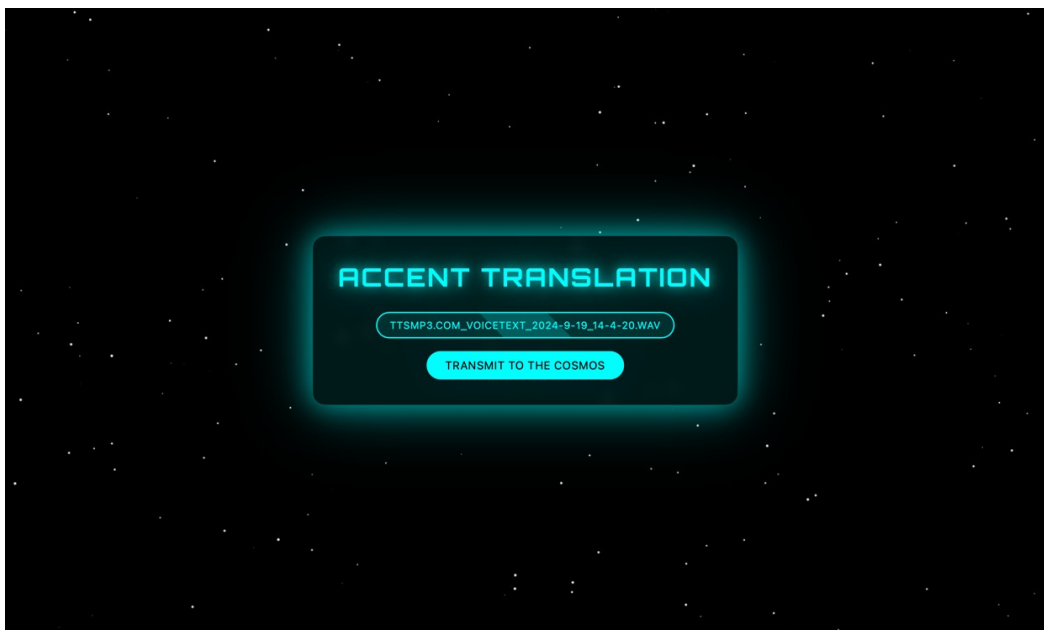 ACCENT TRANSLATION
TTSMP3.COM_VOICETEXT_2024-9-19_14-4-20.WAV
TRANSMIT TO THE COSMOS